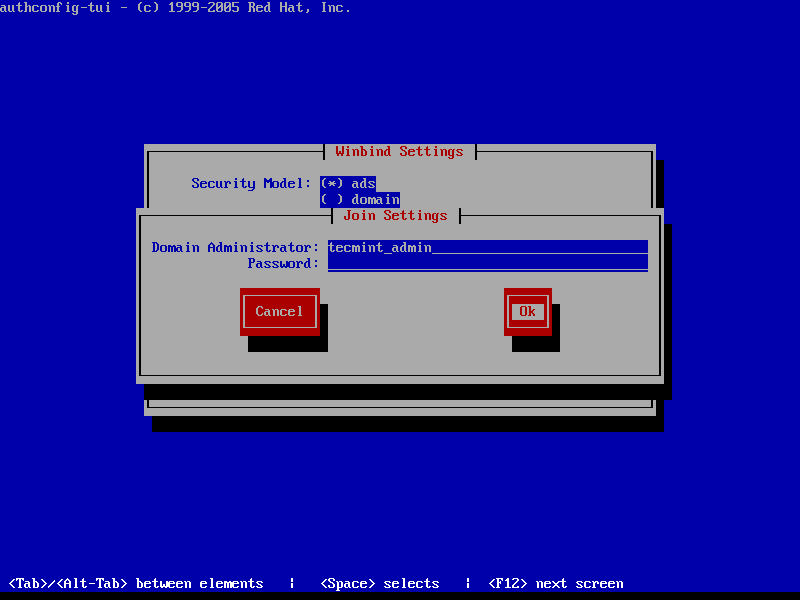 authconfig-tui - (c) 1999-2005 Red Hat, Inc.
Winbind Settings
Security Model: (*) ads
( ) domain
Join Settings
Domain Administrator: tecmint_admin
Password:
Cancel Ok
<Tab>/<Alt-Tab> between elements | <Space> selects | <F12> next screen